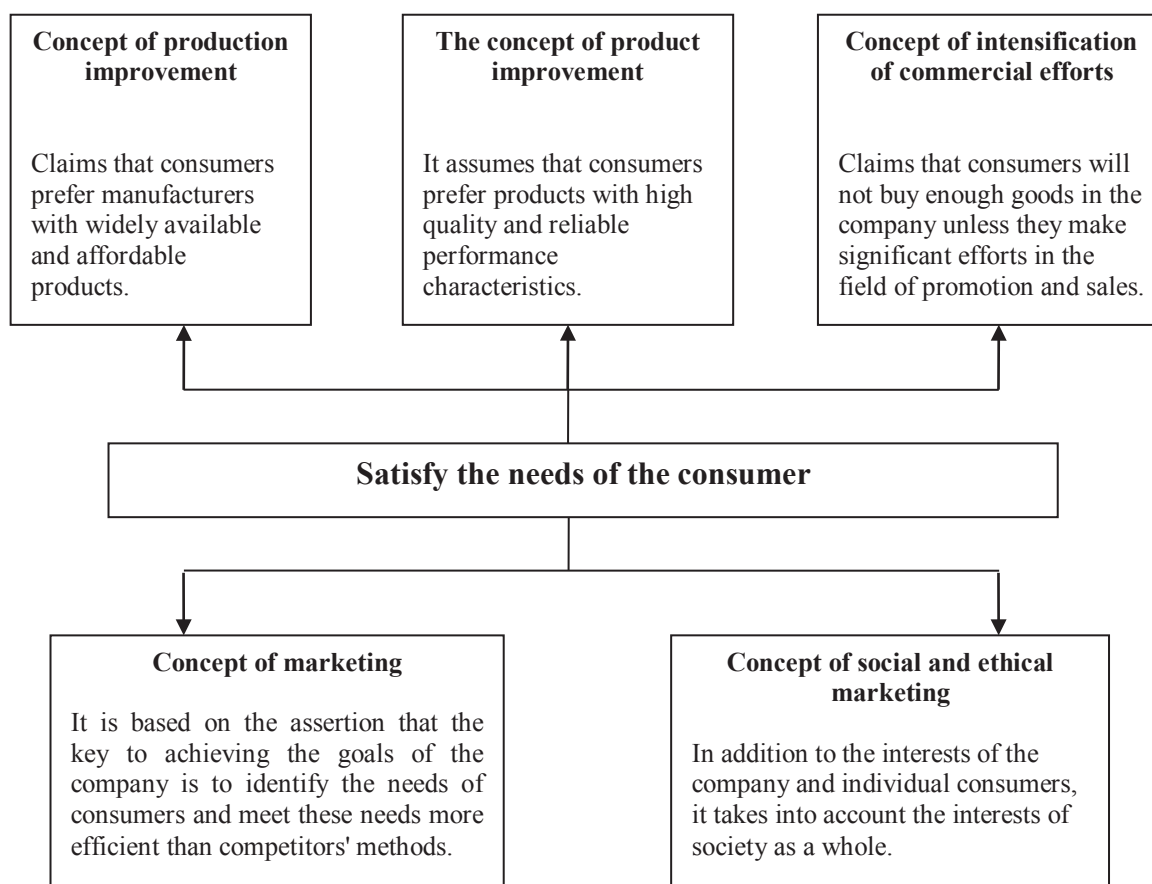 Concept of production
improvement
Claims that consumers
prefer manufacturers
with widely available
and affordable
products.
The concept of product
improvement
It assumes that consumers
prefer products with high
quality and reliable
performance
characteristics.
Concept of intensification
of commercial efforts
Claims that consumers will
not buy enough goods in the
company unless they make
significant efforts in the
field of promotion and sales.
Satisfy the needs of the consumer
Concept of marketing
It is based on the assertion that the
key to achieving the goals of the
company is to identify the needs of
consumers and meet these needs more
efficient than competitors' methods.
Concept of social and ethical
marketing
In addition to the interests of the
company and individual consumers,
it takes into account the interests of
society as a whole.